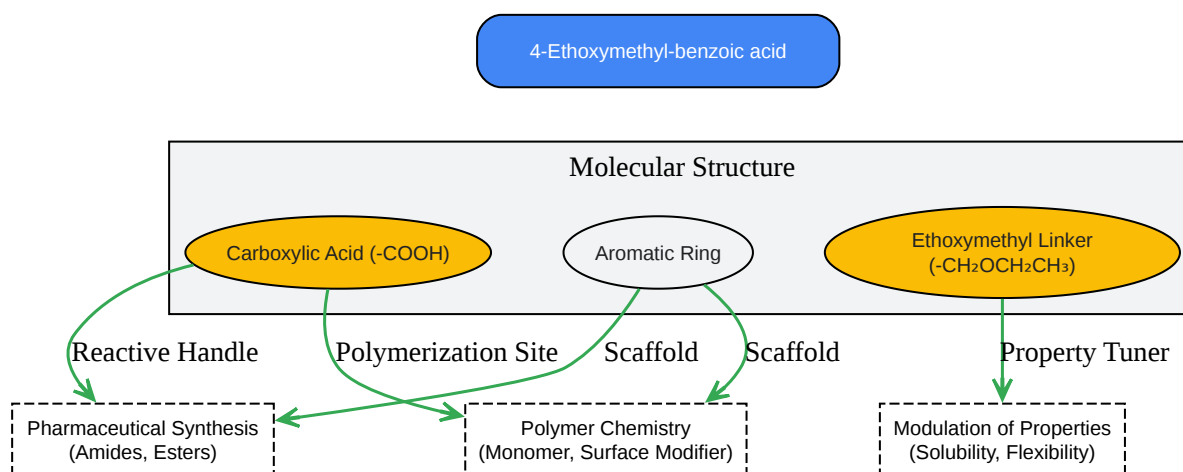 4-Ethoxymethyl-benzoic acid
Molecular Structure
Carboxylic Acid (-COOH)
Aromatic Ring
Ethoxymethyl Linker
(-CH₂OCH₂CH₃)
Reactive Handle
Polymerization Site
Scaffold
Scaffold
Property Tuner
Pharmaceutical Synthesis
(Amides, Esters)
Polymer Chemistry
(Monomer, Surface Modifier)
Modulation of Properties
(Solubility, Flexibility)